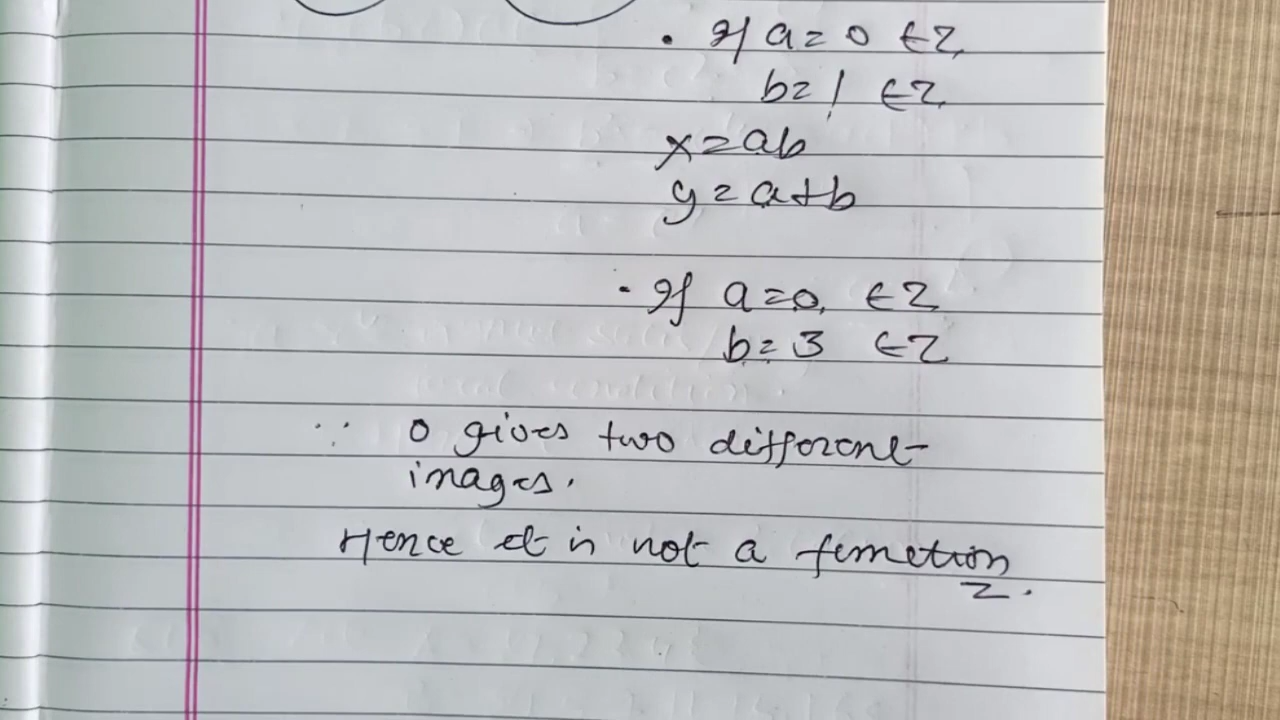 • If a = 0 ∈ Z
b = 1 ∈ Z
x = ab
y = a+b
• If a = 0, ∈ Z
b = 3 ∈ Z
∵ 0 gives two different
images.
Hence it is not a function.